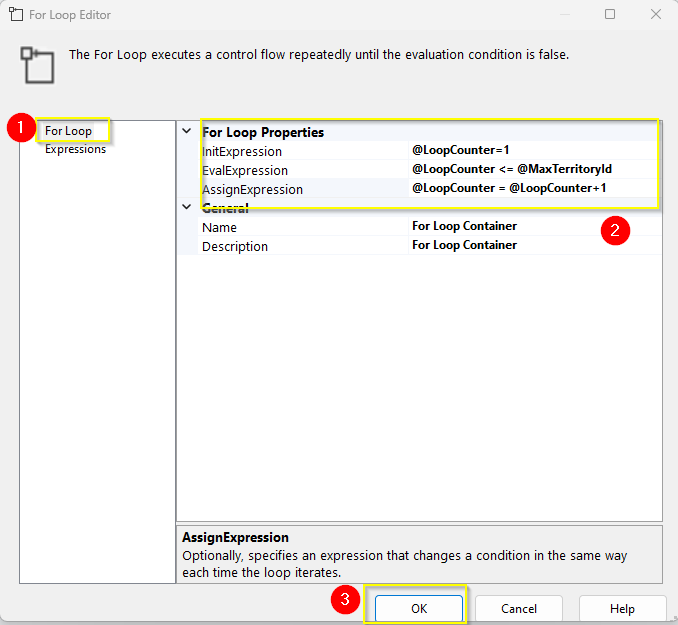 For Loop Editor
The For Loop executes a control flow repeatedly until the evaluation condition is false.
1
For Loop
Expressions
For Loop Properties
InitExpression @LoopCounter=1
EvalExpression @LoopCounter <= @MaxTerritoryId
AssignExpression @LoopCounter = @LoopCounter+1
General
Name For Loop Container
Description For Loop Container
2
AssignExpression
Optionally, specifies an expression that changes a condition in the same way
each time the loop iterates.
3
OK Cancel Help